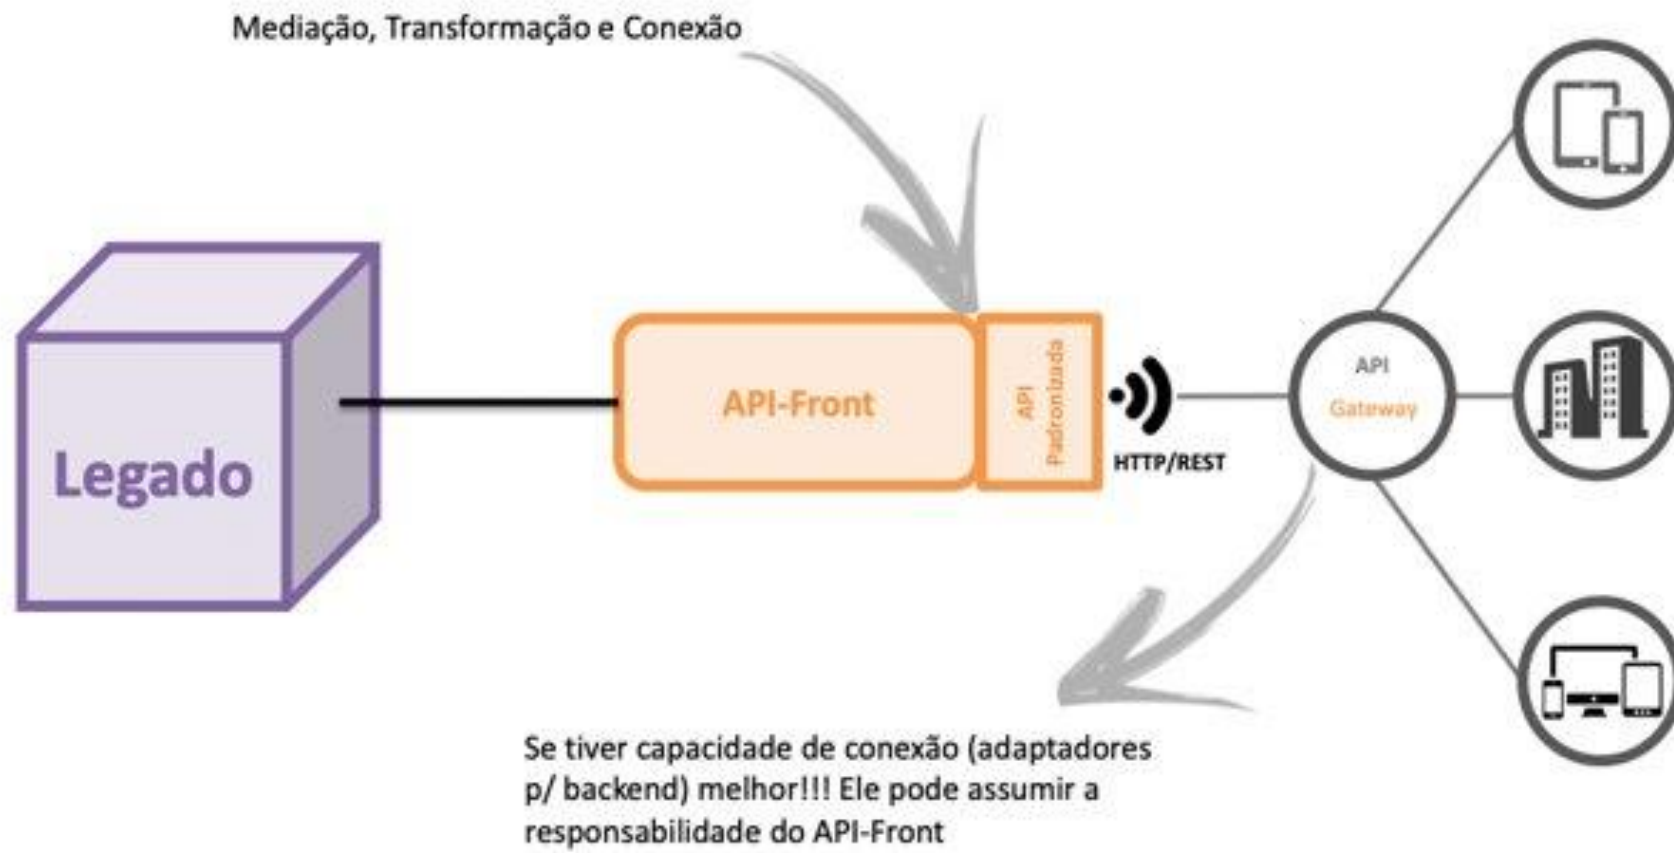 Mediação, Transformação e Conexão
Legado
API-Front
API
Padronizada
HTTP/REST
API
Gateway
Se tiver capacidade de conexão (adaptadores
p/ backend) melhor!!! Ele pode assumir a
responsabilidade do API-Front